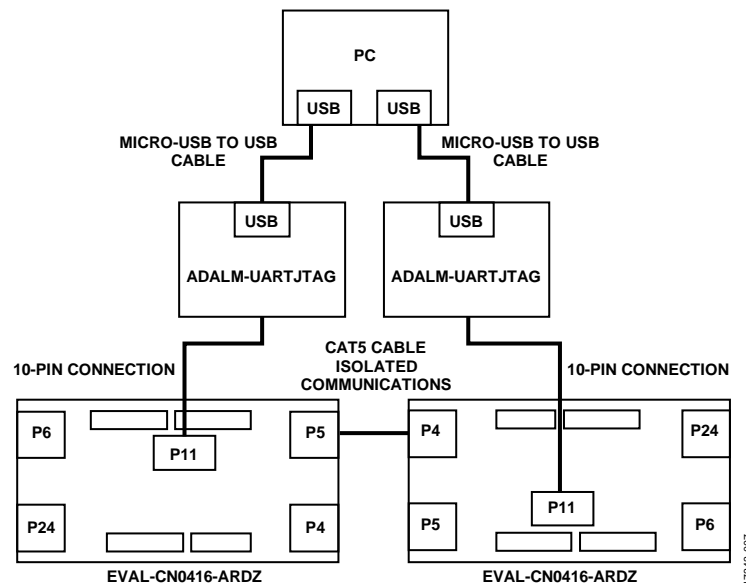 PC
USB
USB
MICRO-USB TO USB
CABLE
MICRO-USB TO USB
CABLE
USB
USB
ADALM-UARTJTAG
ADALM-UARTJTAG
10-PIN CONNECTION
CAT5 CABLE
ISOLATED
COMMUNICATIONS
10-PIN CONNECTION
P6
P5
P4
P24
P11
P11
P24
P4
P5
P6
EVAL-CN0416-ARDZ
EVAL-CN0416-ARDZ